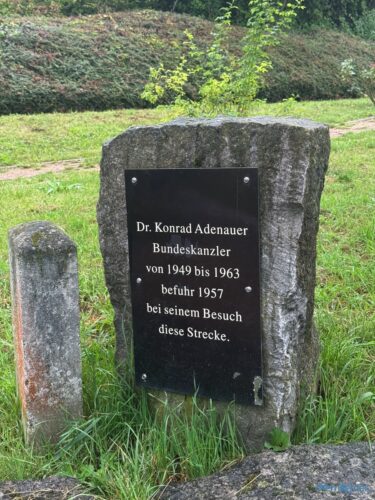 Dr. Konrad Adenauer
Bundeskanzler
von 1949 bis 1963
befuhr 1957
bei seinem Besuch
diese Strecke.